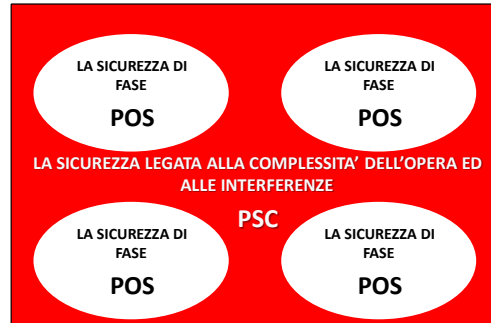 LA SICUREZZA DI
FASE
POS
LA SICUREZZA DI
FASE
POS
LA SICUREZZA LEGATA ALLA COMPLESSITA’ DELL’OPERA ED
ALLE INTERFERENZE
PSC
LA SICUREZZA DI
FASE
POS
LA SICUREZZA DI
FASE
POS